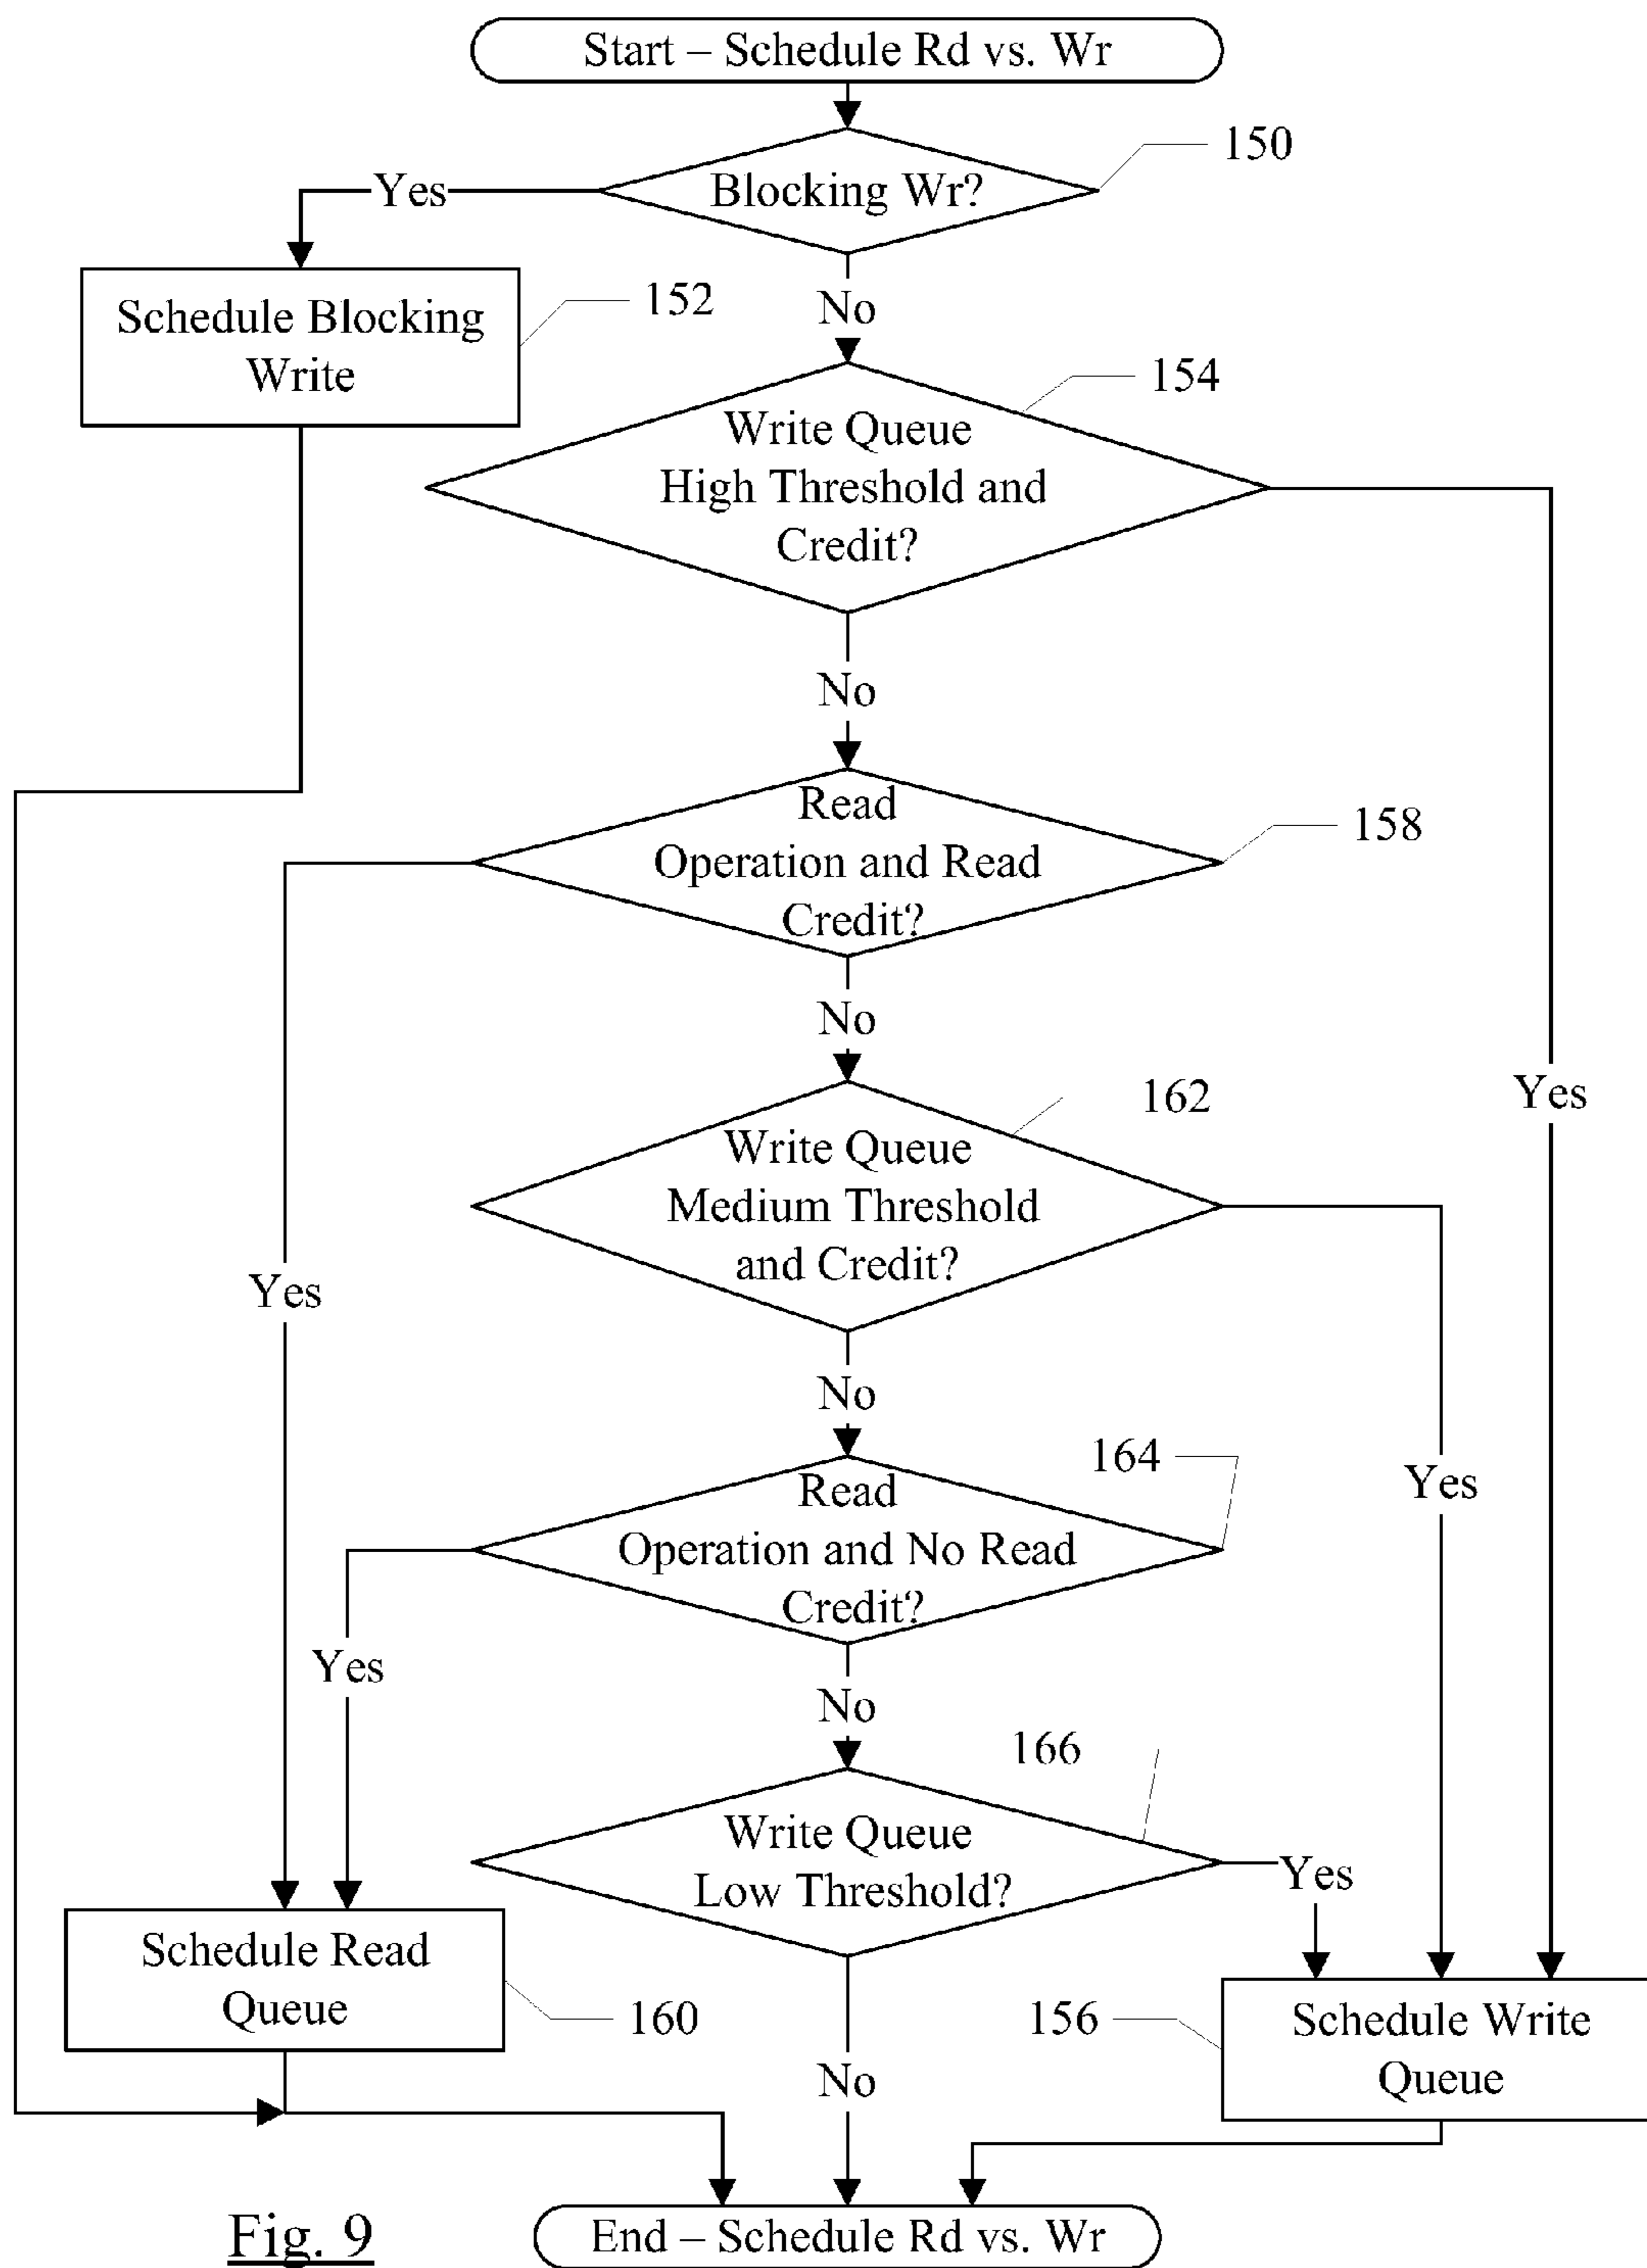 Start – Schedule Rd vs. Wr
150
Blocking Wr?
Yes
No
Schedule Blocking
Write
152
154
Write Queue
High Threshold and
Credit?
No
Yes
Read
Operation and Read
Credit?
158
No
Yes
162
Write Queue
Medium Threshold
and Credit?
No
Yes
164
Read
Operation and No Read
Credit?
Yes
No
166
Write Queue
Low Threshold?
Yes
No
Schedule Read
Queue
160
156
Schedule Write
Queue
Fig. 9
End – Schedule Rd vs. Wr